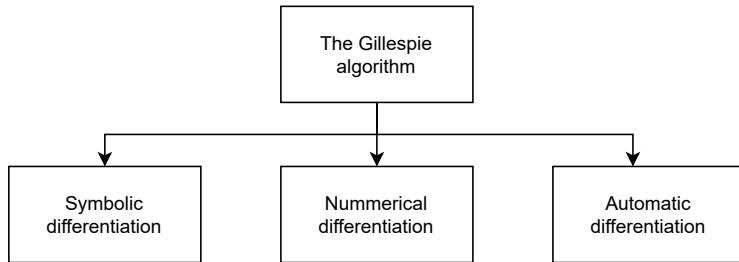 The Gillespie
algorithm
Symbolic
differentiation
Nummerical
differentiation
Automatic
differentiation